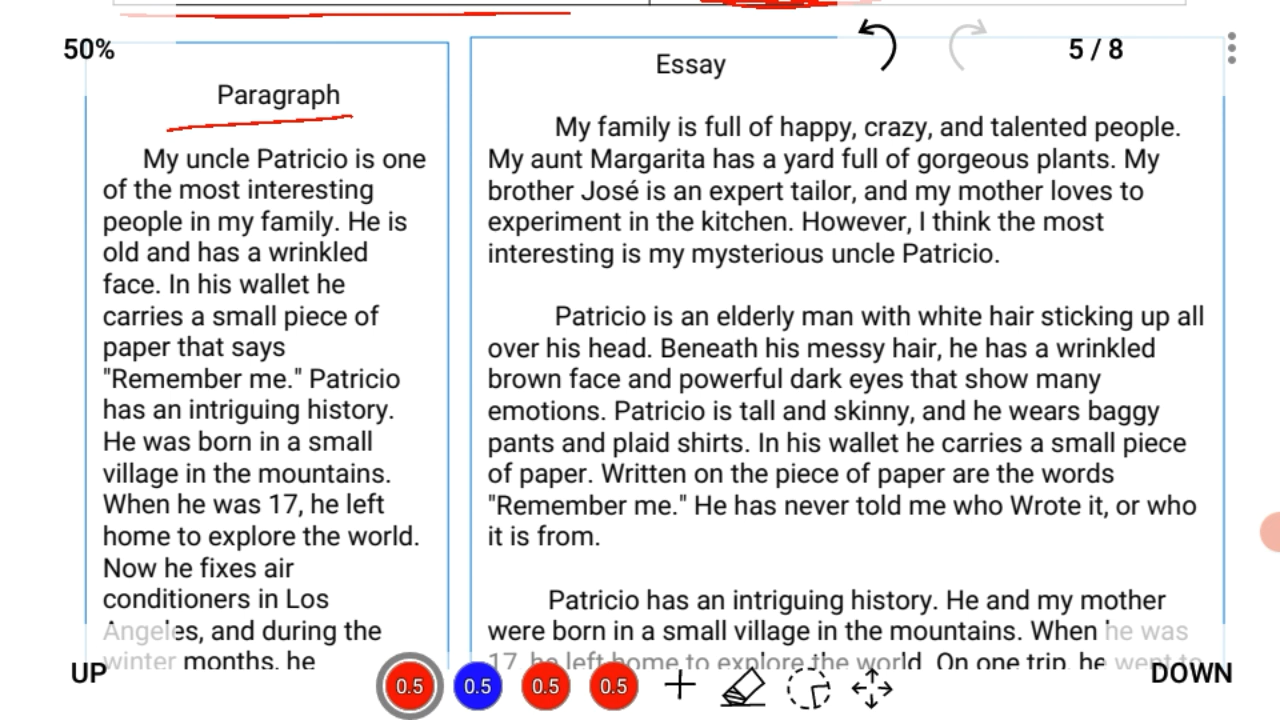 50%
5 / 8
Paragraph
My uncle Patricio is one
of the most interesting
people in my family. He is
old and has a wrinkled
face. In his wallet he
carries a small piece of
paper that says
"Remember me." Patricio
has an intriguing history.
He was born in a small
village in the mountains.
When he was 17, he left
home to explore the world.
Now he fixes air
conditioners in Los
Angeles, and during the
winter months, he
Essay
My family is full of happy, crazy, and talented people.
My aunt Margarita has a yard full of gorgeous plants. My
brother José is an expert tailor, and my mother loves to
experiment in the kitchen. However, I think the most
interesting is my mysterious uncle Patricio.
Patricio is an elderly man with white hair sticking up all
over his head. Beneath his messy hair, he has a wrinkled
brown face and powerful dark eyes that show many
emotions. Patricio is tall and skinny, and he wears baggy
pants and plaid shirts. In his wallet he carries a small piece
of paper. Written on the piece of paper are the words
"Remember me." He has never told me who Wrote it, or who
it is from.
Patricio has an intriguing history. He and my mother
were born in a small village in the mountains. When he was
17, he left home to explore the world. On one trip, he went to
UP
0.5 0.5 0.5 0.5
DOWN